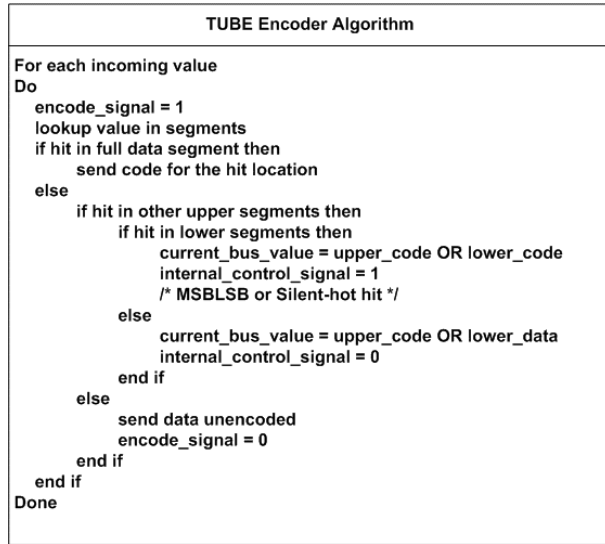 TUBE Encoder Algorithm
For each incoming value
Do
encode_signal = 1
lookup value in segments
if hit in full data segment then
send code for the hit location
else
if hit in other upper segments then
if hit in lower segments then
current_bus_value = upper_code OR lower_code
internal_control_signal = 1
/* MSBLSB or Silent-hot hit */
else
current_bus_value = upper_code OR lower_data
internal_control_signal = 0
end if
else
send data unencoded
encode_signal = 0
end if
end if
Done